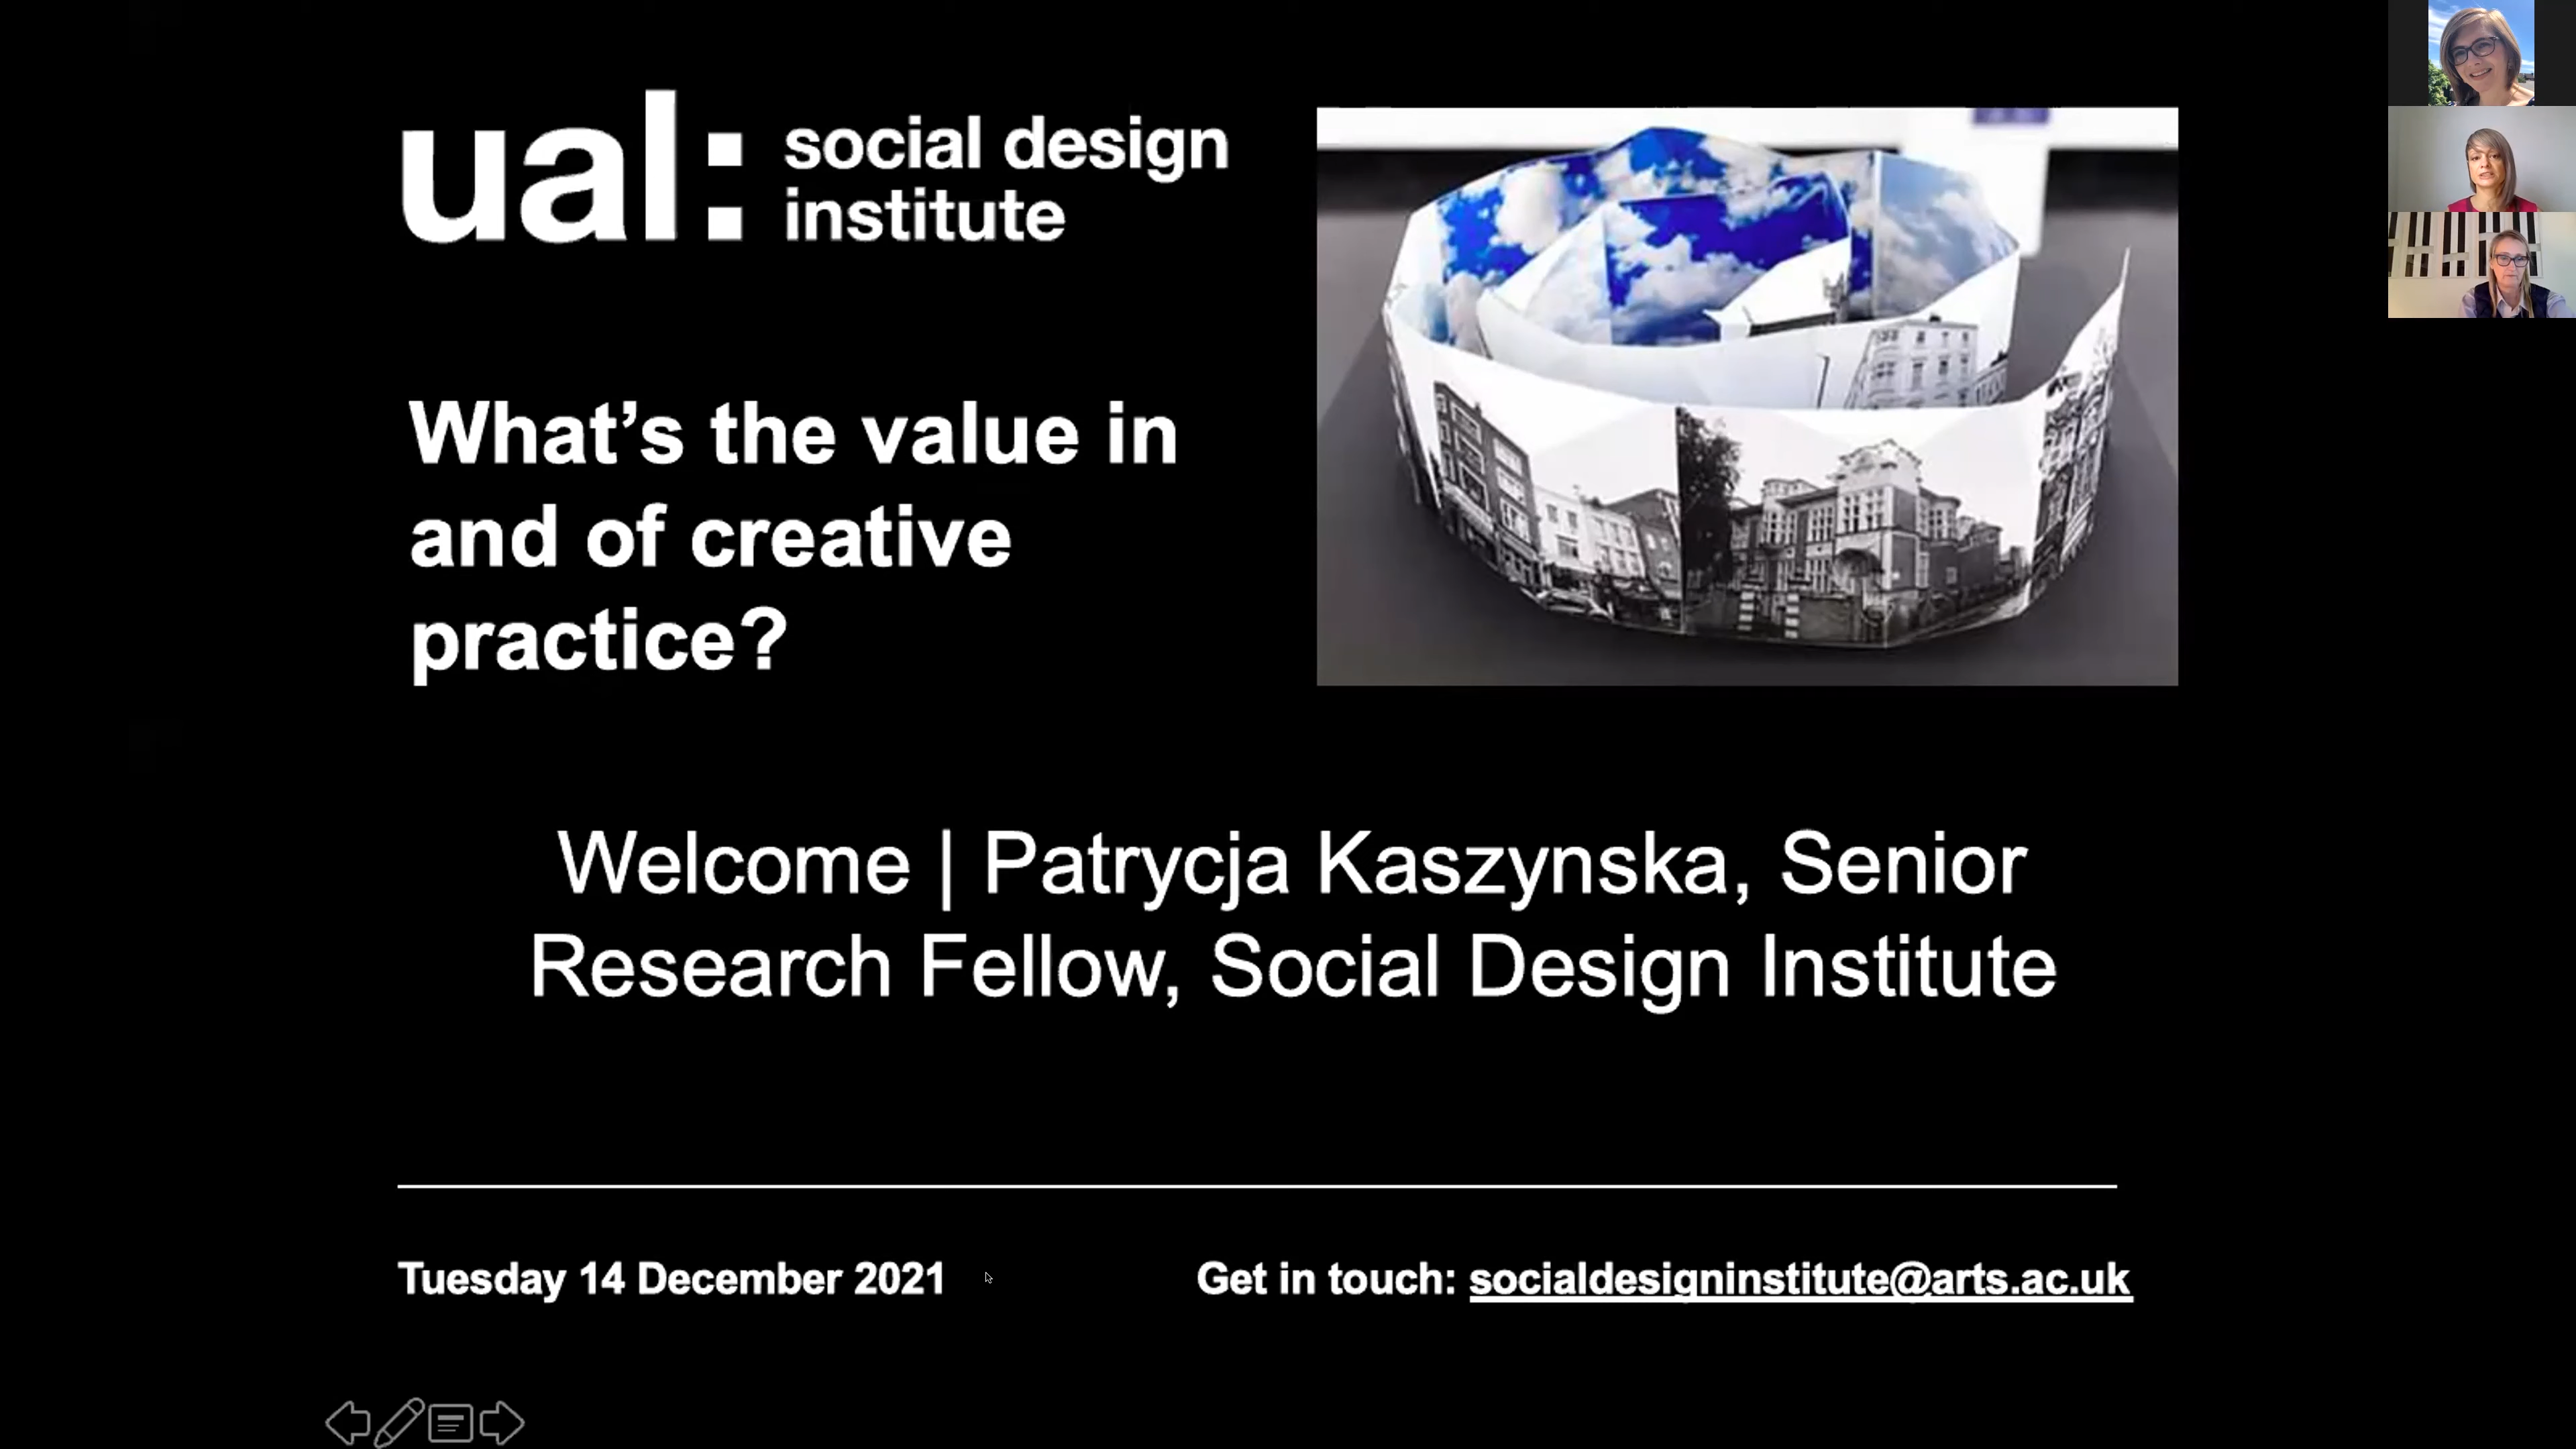 ual: social design
institute
What’s the value in
and of creative
practice?
Welcome | Patrycja Kaszynska, Senior
Research Fellow, Social Design Institute
Tuesday 14 December 2021
Get in touch: socialdesigninstitute@arts.ac.uk